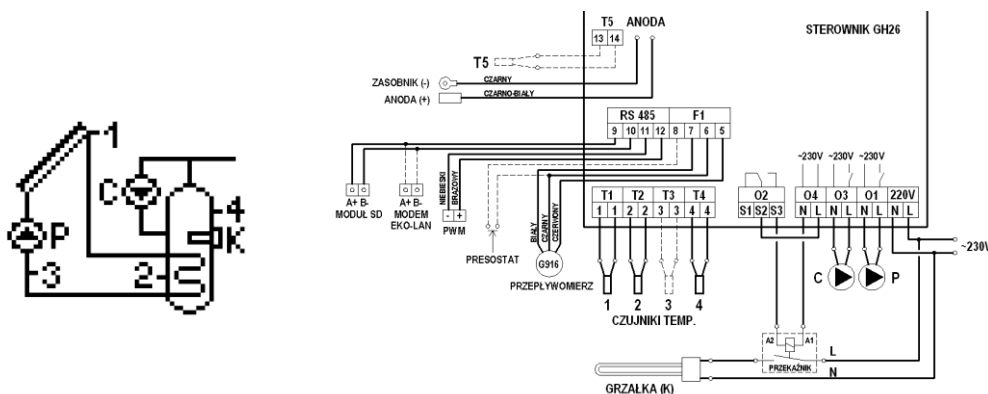 1
C
4
P
K
3
2
T5 ANODA
STEROWNIK GH26
13 14
T5
ZASOBNIK (-)
CZARNY
ANODA (+)
CZARNO-BIAŁY
RS 485 F1
9 10 11 12 8 7 6 5
~230V ~230V ~230V
NIEBIESKI
BRĄZOWY
A+ B- A+ B-
MODUŁ SD MODEM
EKO-LAN
- +
PWM
PRESOSTAT
BIAŁY
CZARNY
CZERWONY
G916
PRZEPŁYWOMIERZ
T1 T2 T3 T4
1 1 2 2 3 3 4 4
O2 O4 O3 O1 220V
S1 S2 S3 N L N L N L N L
~230V
1 2 3 4
CZUJNIKI TEMP.
C P
A2 A1
PRZEKAŹNIK
L
N
GRZAŁKA (K)